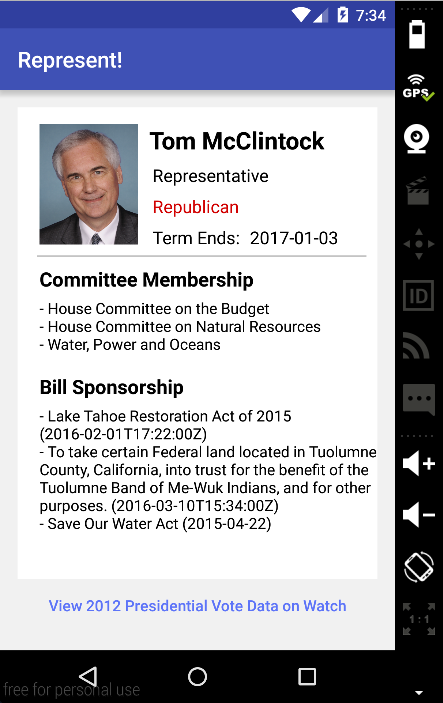 7:34
Represent!
GPS
Tom McClintock
Representative
Republican
Term Ends: 2017-01-03
Committee Membership
- House Committee on the Budget
- House Committee on Natural Resources
- Water, Power and Oceans
Bill Sponsorship
- Lake Tahoe Restoration Act of 2015
(2016-02-01T17:22:00Z)
- To take certain Federal land located in Tuolumne
County, California, into trust for the benefit of the
Tuolumne Band of Me-Wuk Indians, and for other
purposes. (2016-03-10T15:34:00Z)
- Save Our Water Act (2015-04-22)
ID
View 2012 Presidential Vote Data on Watch
1:1
free for personal use